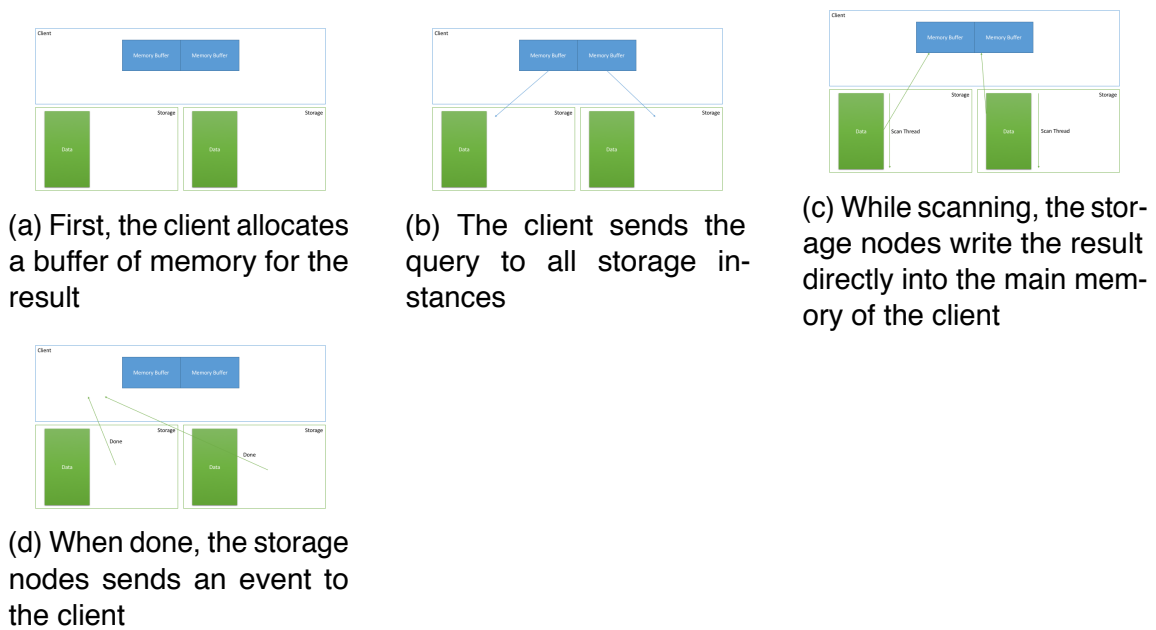 Client
Memory Buffer Memory Buffer
Storage Storage
Data Data
(a) First, the client allocates
a buffer of memory for the
result
Client
Memory Buffer Memory Buffer
Storage Storage
Data Data
(b) The client sends the
query to all storage in-
stances
Client
Memory Buffer Memory Buffer
Storage Storage
Data Scan Thread Data Scan Thread
(c) While scanning, the stor-
age nodes write the result
directly into the main mem-
ory of the client
Client
Memory Buffer Memory Buffer
Storage Storage
Done
Data Data Done
(d) When done, the storage
nodes sends an event to
the client